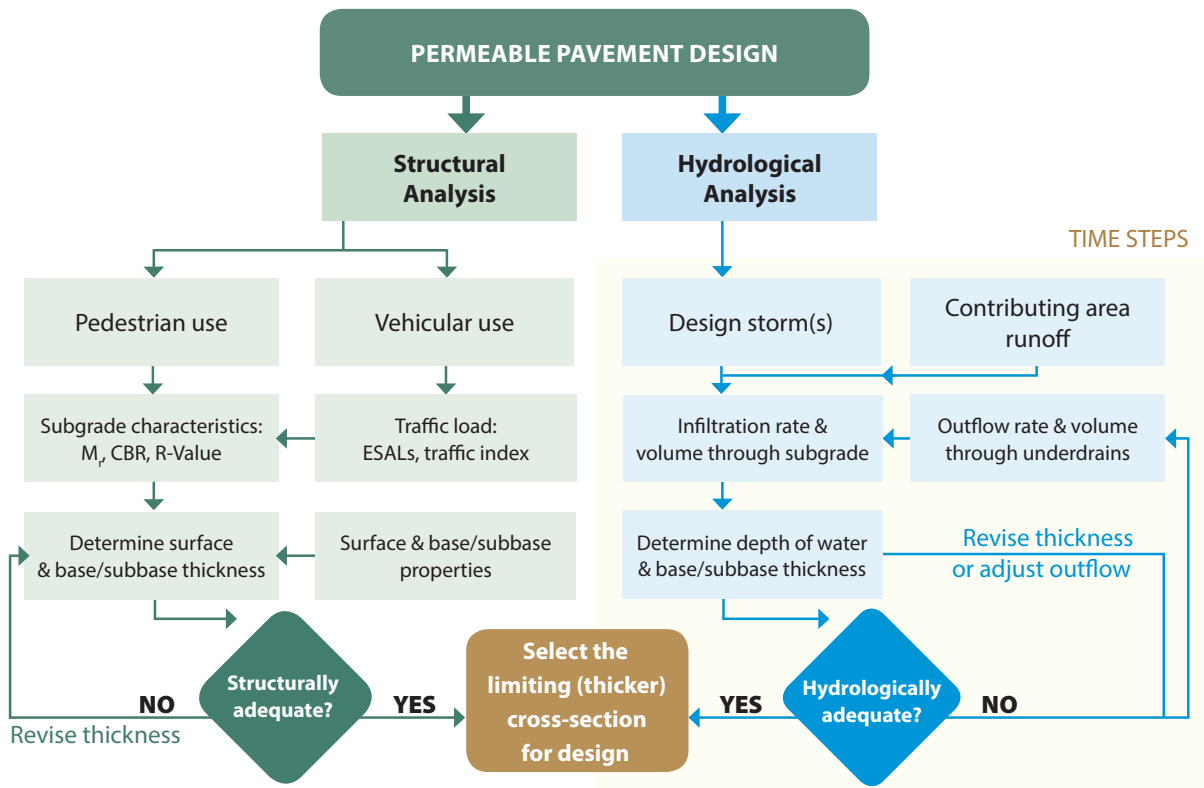 PERMEABLE PAVEMENT DESIGN
Structural
Analysis
Hydrological
Analysis
TIME STEPS
Pedestrian use
Vehicular use
Design storm(s)
Contributing area
runoff
Subgrade characteristics:
Mr, CBR, R-Value
Traffic load:
ESALs, traffic index
Infiltration rate &
volume through subgrade
Outflow rate & volume
through underdrains
Determine surface
& base/subbase thickness
Surface & base/subbase
properties
Determine depth of water
& base/subbase thickness
Revise thickness
or adjust outflow
Structurally
adequate?
NO
YES
Revise thickness
Select the
limiting (thicker)
cross-section
for design
YES
Hydrologically
adequate?
NO